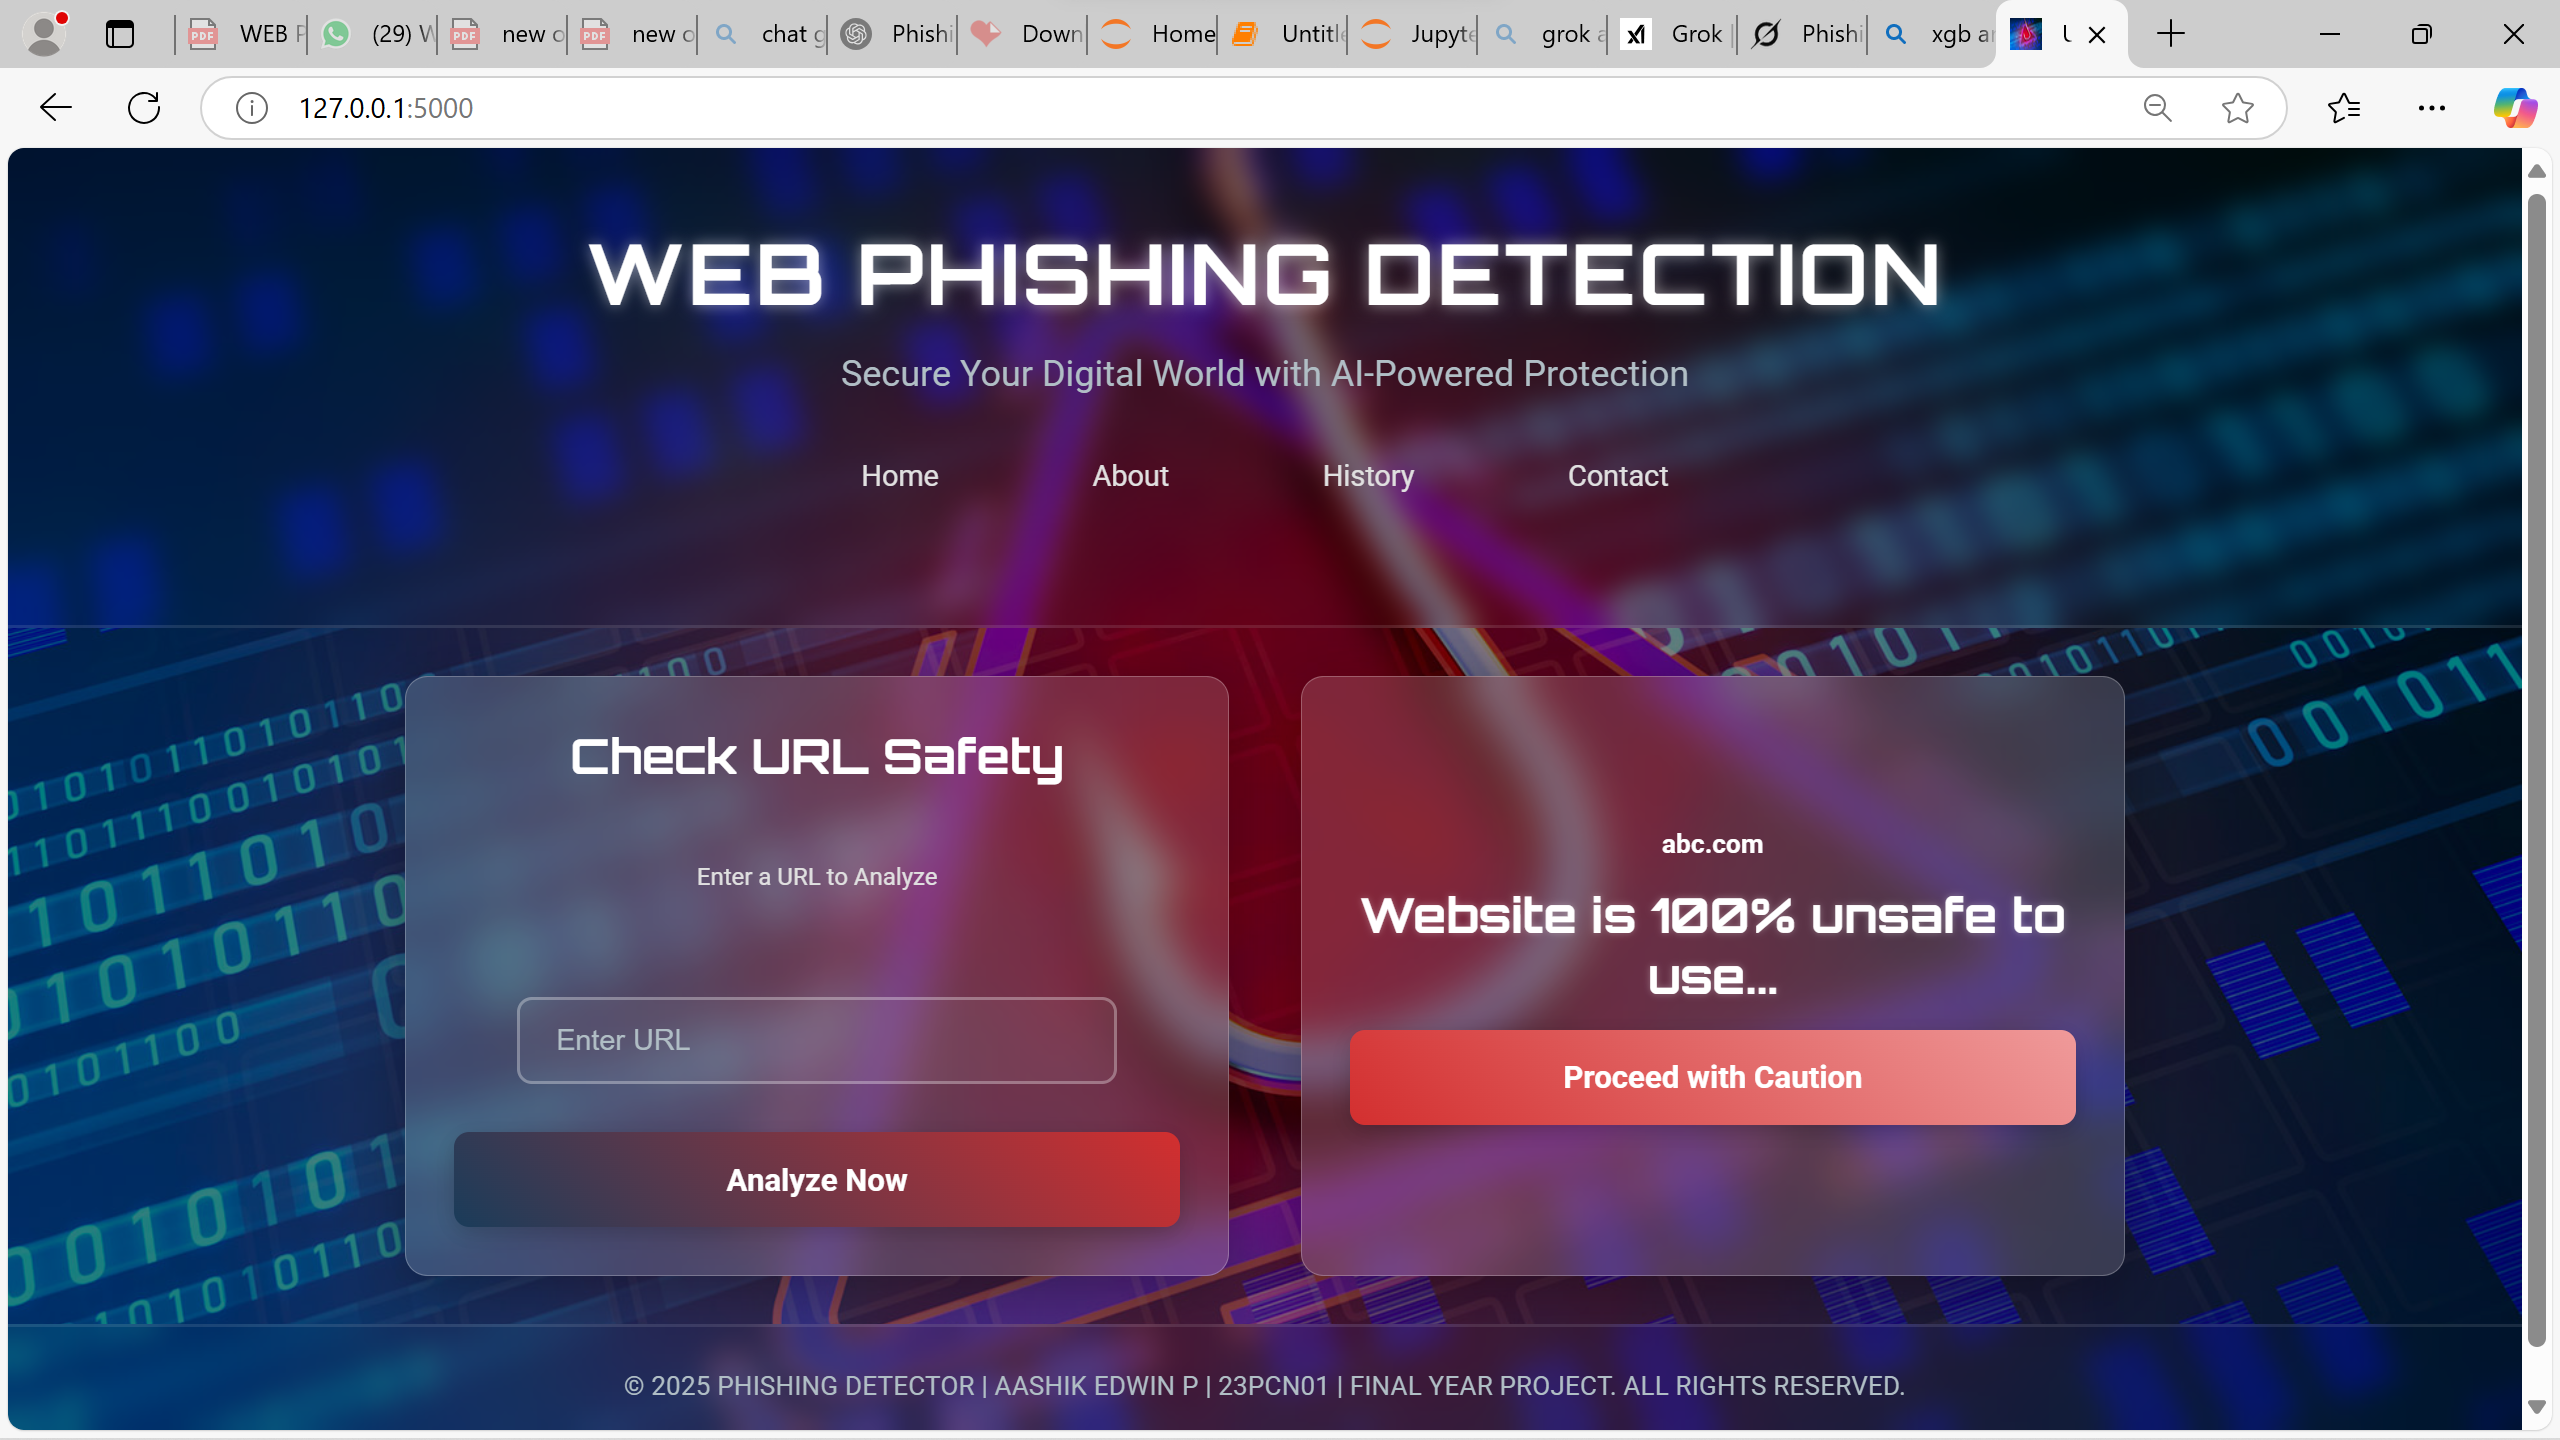 WEB P
(29) W
new o
new o
chat g
Phishi
Down
Home
Untitle
Jupyte
grok a
Grok |
Phishi
xgb an
127.0.0.1:5000
WEB PHISHING DETECTION
Secure Your Digital World with AI-Powered Protection
Home About History Contact
Check URL Safety
Enter a URL to Analyze
Enter URL
Analyze Now
abc.com
Website is 100% unsafe to
use...
Proceed with Caution
© 2025 PHISHING DETECTOR | AASHIK EDWIN P | 23PCN01 | FINAL YEAR PROJECT. ALL RIGHTS RESERVED.